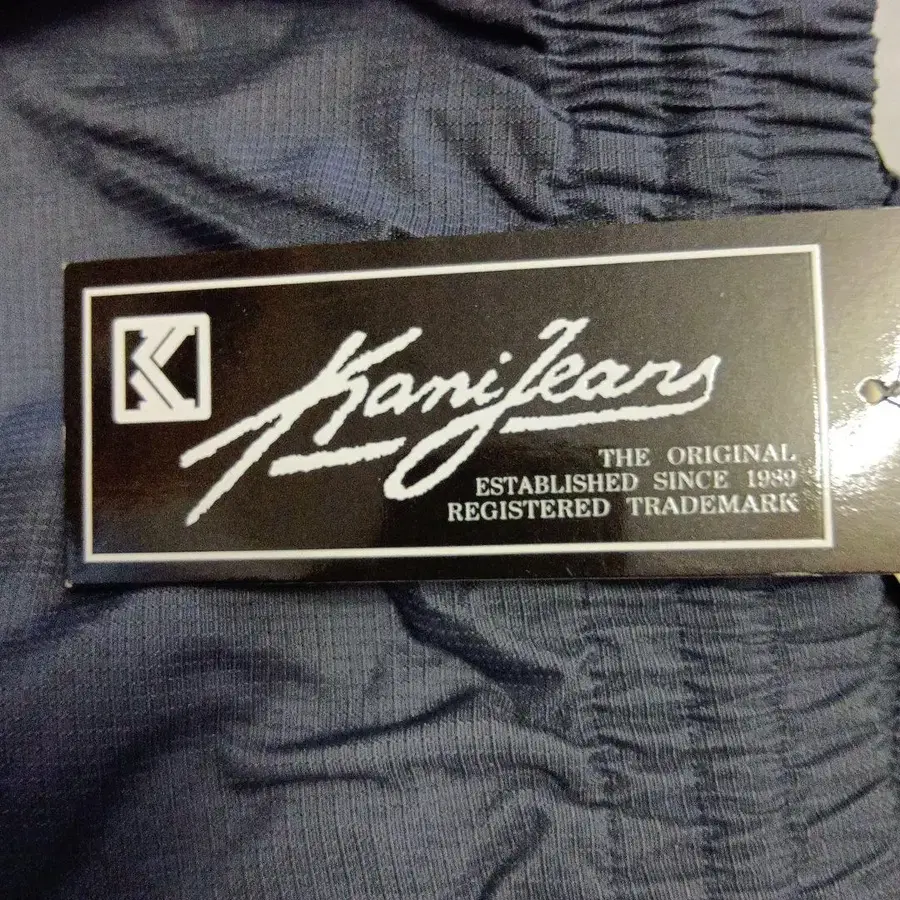 Kani Jeans
THE ORIGINAL
ESTABLISHED SINCE 1989
REGISTERED TRADEMARK